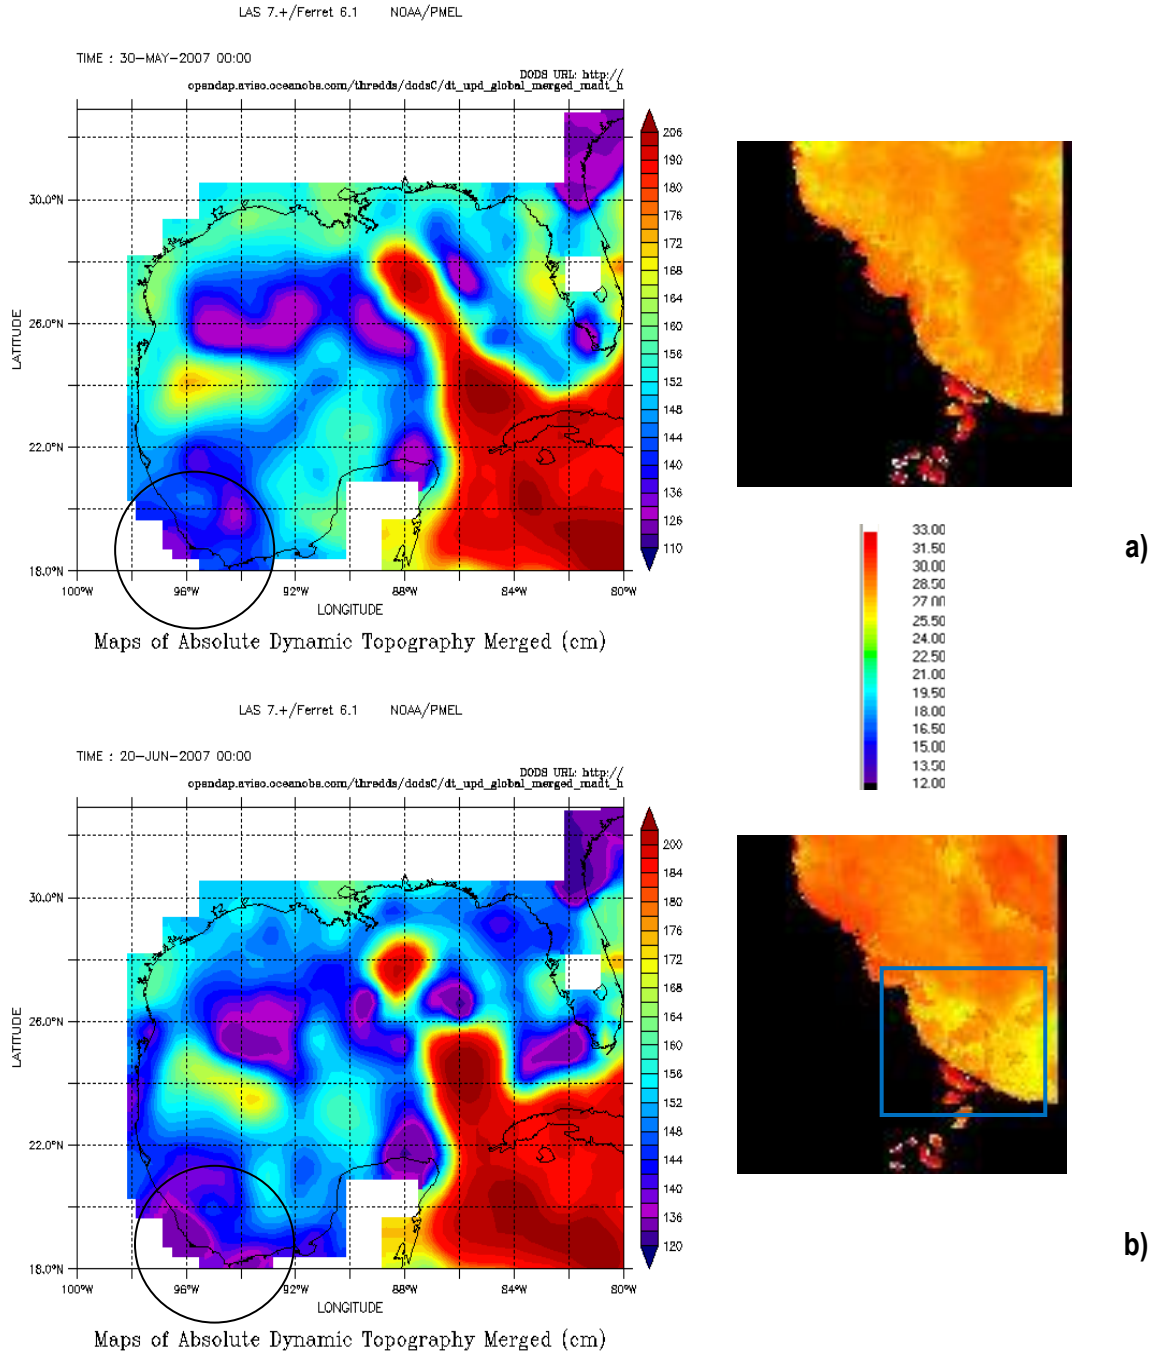 LAS 7.+/Ferret 6.1 NOAA/PMEL
TIME : 30-MAY-2007 00:00
DODS URL: http://
opendap.aviso.oceanobs.com/thredds/dodsC/dt_upd_global_merged_madt_h
30.0°N
26.0°N
22.0°N
18.0°N
LATITUDE
100°W 96°W 92°W 88°W 84°W 80°W
LONGITUDE
206
190
180
176
172
168
164
160
156
152
148
144
140
136
126
110
Maps of Absolute Dynamic Topography Merged (cm)
a)
33.00
31.50
30.00
28.50
27.00
25.50
24.00
22.50
21.00
19.50
18.00
16.50
15.00
13.50
12.00
LAS 7.+/Ferret 6.1 NOAA/PMEL
TIME : 20-JUN-2007 00:00
DODS URL: http://
opendap.aviso.oceanobs.com/thredds/dodsC/dt_upd_global_merged_madt_h
30.0°N
26.0°N
22.0°N
18.0°N
LATITUDE
100°W 96°W 92°W 88°W 84°W 80°W
LONGITUDE
200
184
180
176
172
168
164
160
156
152
148
144
140
136
120
Maps of Absolute Dynamic Topography Merged (cm)
b)